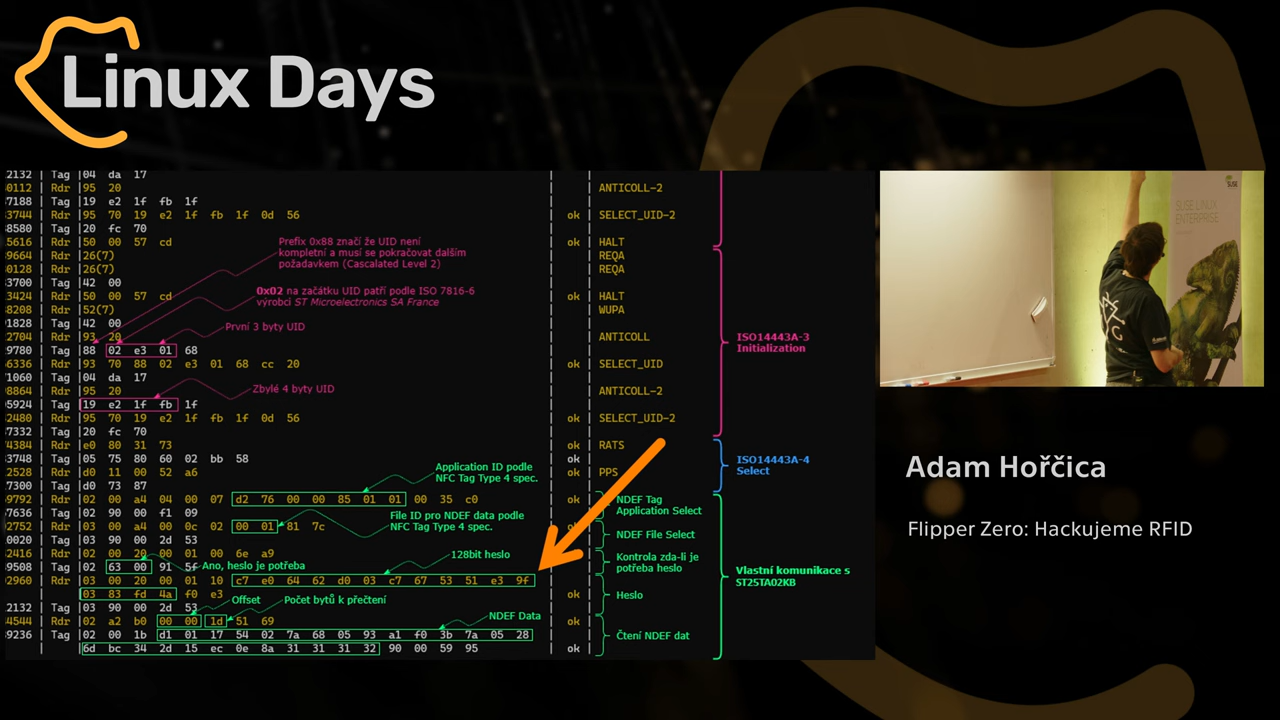 Linux Days
2132 | Tag |04 da 17
0112 | Rdr |95 20 | | ANTICOLL-2
7188 | Tag |19 e2 1f fb 1f
3744 | Rdr |95 70 19 e2 1f fb 1f 0d 56 | ok | SELECT_UID-2
8580 | Tag |20 fc 70
5616 | Rdr |50 00 57 cd | ok | HALT
9664 | Rdr |26(7) | | REQA
0128 | Rdr |26(7) | | REQA
3700 | Tag |42 00
3424 | Rdr |50 00 57 cd | ok | HALT
8208 | Rdr |52(7) | | WUPA
1828 | Tag |42 00
2704 | Rdr |93 20 | | ANTICOLL
9780 | Tag |88 02 e3 01 68
6336 | Rdr |93 70 88 02 e3 01 68 cc 20 | ok | SELECT_UID
1060 | Tag |04 da 17
8864 | Rdr |95 20 | | ANTICOLL-2
5924 | Tag |19 e2 1f fb 1f
2480 | Rdr |95 70 19 e2 1f fb 1f 0d 56 | ok | SELECT_UID-2
7332 | Tag |20 fc 70
4384 | Rdr |e0 80 31 73 | ok | RATS
3748 | Tag |05 75 80 60 02 bb 58 | ok |
2528 | Rdr |d0 11 00 52 a6 | ok | PPS
7300 | Tag |d0 73 87
9792 | Rdr |02 00 a4 04 00 07 d2 76 00 00 85 01 01 00 35 c0 | ok |
7636 | Tag |02 90 00 f1 09
2752 | Rdr |03 00 a4 00 0c 02 00 01 81 7c
0020 | Tag |03 90 00 2d 53
2416 | Rdr |02 00 20 00 01 00 6e a9
9508 | Tag |02 63 00 91 5f
2960 | Rdr |03 00 20 00 01 10 c7 e0 64 62 d0 03 c7 67 53 51 e3 9f
03 83 fd 4a f0 e3 | ok |
2132 | Tag |03 90 00 2d 53
4544 | Rdr |02 a2 b0 00 00 1d 51 69 | ok |
9236 | Tag |02 00 1b d1 01 17 54 02 7a 68 05 93 a1 f0 3b 7a 05 28
6d bc 34 2d 15 ec 0e 8a 31 31 31 32 90 00 59 95 | ok |
Prefix 0x88 značí že UID není
kompletní a musí se pokračovat dalším
požadavkem (Cascalated Level 2)
0x02 na začátku UID patří podle ISO 7816-6
výrobci ST Microelectronics SA France
První 3 byty UID
Zbylé 4 byty UID
Application ID podle
NFC Tag Type 4 spec.
File ID pro NDEF data podle
NFC Tag Type 4 spec.
128bit heslo
Ano, heslo je potřeba
Offset
Počet bytů k přečtení
NDEF Data
ISO14443A-3
Initialization
ISO14443A-4
Select
NDEF Tag
Application Select
NDEF File Select
Kontrola zda-li je
potřeba heslo
Heslo
Čtení NDEF dat
Vlastní komunikace s
ST25TA02KB
SUSE
SUSE LINUX
ENTERPRISE
Adam Hořčica
Flipper Zero: Hackujeme RFID